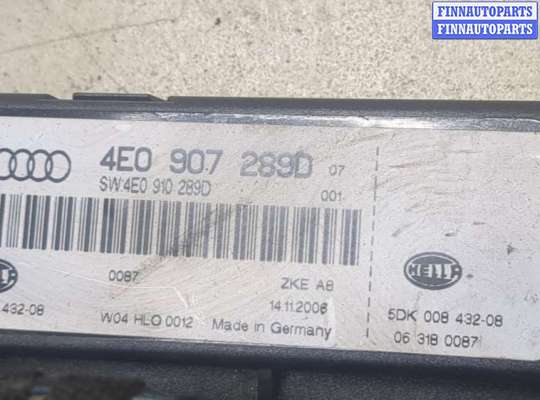 FINNAUTOPARTS
FINNAUTOPARTS
4E0 907 289D 07
SW:4E0 910 289D 001
0087 ZKE A8
14.11.2006
HELLA
432-08 W04 HLO 0012 Made in Germany
5DK 008 432-08
06 318 0087